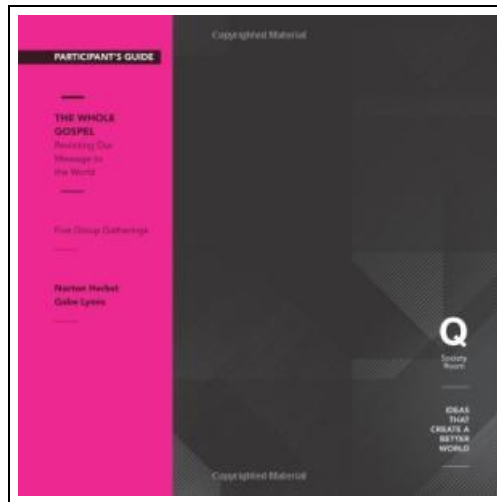 Copyrighted Material
PARTICIPANT'S GUIDE
THE WHOLE
GOSPEL
Revisiting Our
Message to
the World
Five Group Gatherings
Norton Herbst
Gabe Lyons
Q
Society
Room
IDEAS
THAT
CREATE A
BETTER
WORLD
Copyrighted Material